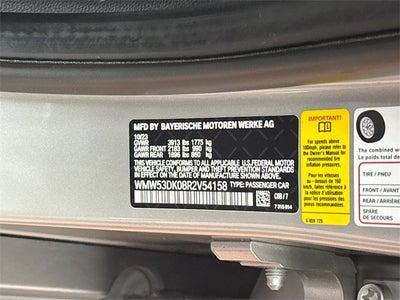 MFD BY BAYERISCHE MOTOREN WERKE AG
10/23
GVWR 3913 lbs 1775 kg
GAWR FRONT 2183 lbs 990 kg
GAWR REAR 1896 lbs 860 kg
THIS VEHICLE CONFORMS TO ALL APPLICABLE U.S. FEDERAL MOTOR
VEHICLE SAFETY, BUMPER, AND THEFT
PREVENTION STANDARDS IN EFFECT ON THE
DATE OF MANUFACTURE SHOWN ABOVE.
WMW53DK08R2V54158 TYPE: PASSENGER CAR
IMPORTANT!
For speeds above
100mph, please refer
to the Owner's Manual
for recommended tire
inflation pressures.
IMPORTANT!
The combined w
Le poids total
TIRE / PNEU
FRONT / AVANT
REAR / ARRIÈRE
SPARE
DE SECOURS